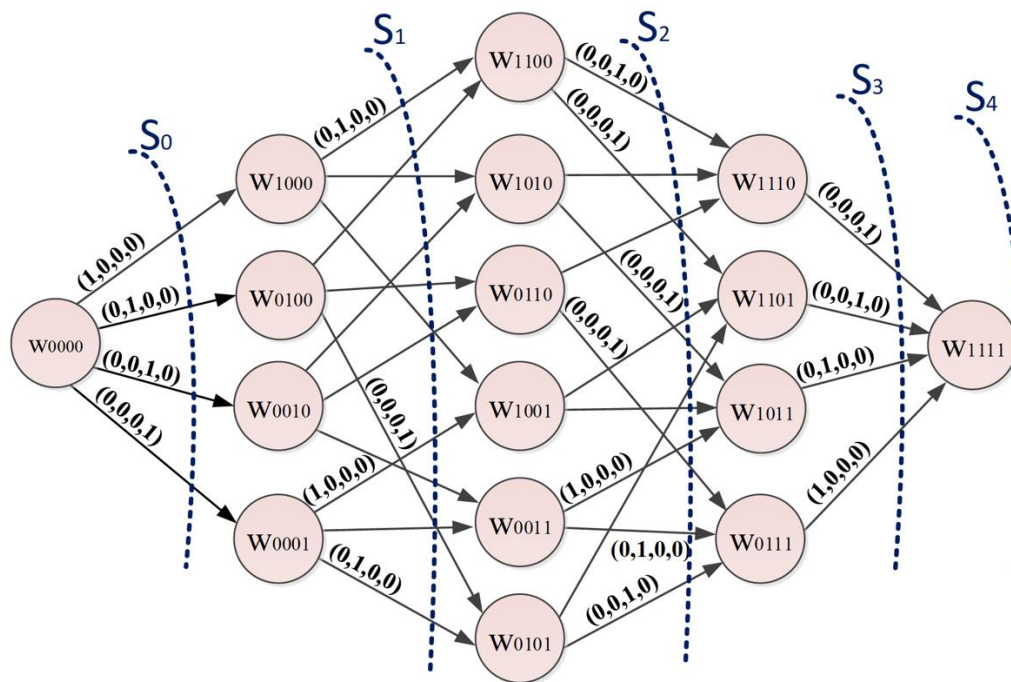 S0
S1
S2
S3
S4
W0000
(1,0,0,0)
(0,1,0,0)
(0,0,1,0)
(0,0,0,1)
W1000
W0100
W0010
W0001
(0,1,0,0)
(0,0,0,1)
(1,0,0,0)
(0,1,0,0)
W1100
W1010
W0110
W1001
W0011
W0101
(0,0,1,0)
(0,0,0,1)
(0,0,0,1)
(0,0,0,1)
(1,0,0,0)
(0,1,0,0)
(0,0,1,0)
W1110
W1101
W1011
W0111
(0,0,0,1)
(0,0,1,0)
(0,1,0,0)
(1,0,0,0)
W1111